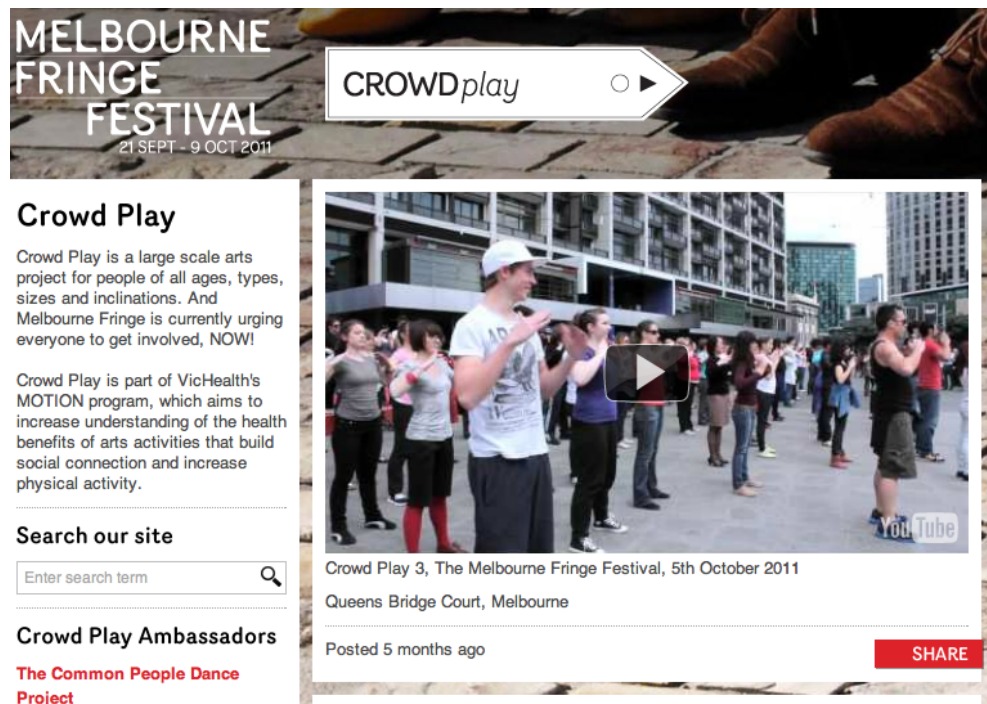 MELBOURNE
FRINGE
FESTIVAL
21 SEPT - 9 OCT 2011
CROWDplay
Crowd Play
Crowd Play is a large scale arts
project for people of all ages, types,
sizes and inclinations. And
Melbourne Fringe is currently urging
everyone to get involved, NOW!
Crowd Play is part of VicHealth's
MOTION program, which aims to
increase understanding of the health
benefits of arts activities that build
social connection and increase
physical activity.
Search our site
Enter search term
Crowd Play Ambassadors
The Common People Dance
Project
YouTube
Crowd Play 3, The Melbourne Fringe Festival, 5th October 2011
Queens Bridge Court, Melbourne
Posted 5 months ago
SHARE